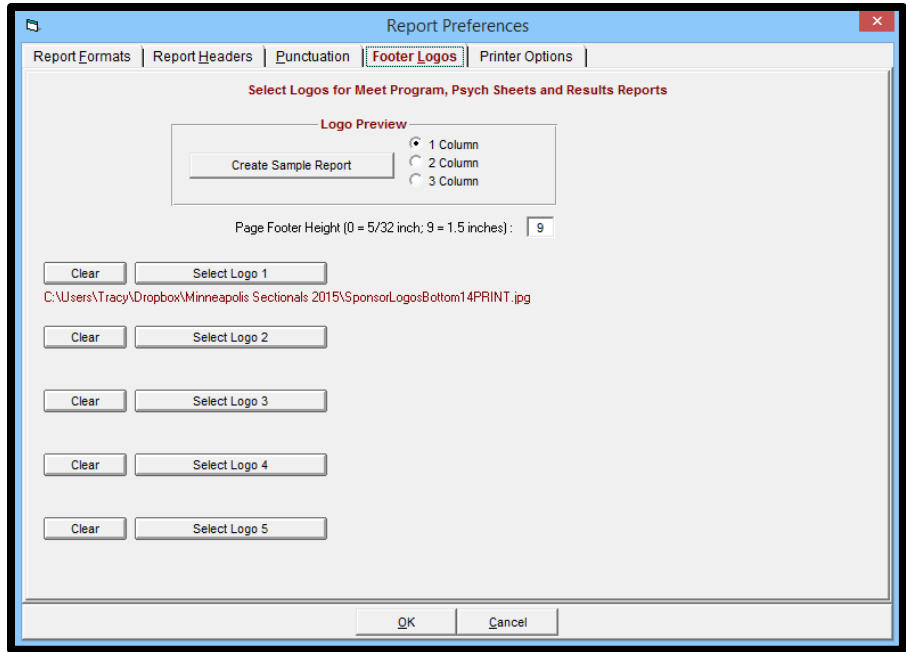 Report Preferences
Report Formats Report Headers Punctuation Footer Logos Printer Options
Select Logos for Meet Program, Psych Sheets and Results Reports
Logo Preview
1 Column
Create Sample Report 2 Column
3 Column
Page Footer Height (0 = 5/32 inch; 9 = 1.5 inches) : 9
Clear Select Logo 1
C:\Users\Tracy\Dropbox\Minneapolis Sectionals 2015\SponsorLogosBottom14PRINT.jpg
Clear Select Logo 2
Clear Select Logo 3
Clear Select Logo 4
Clear Select Logo 5
OK Cancel